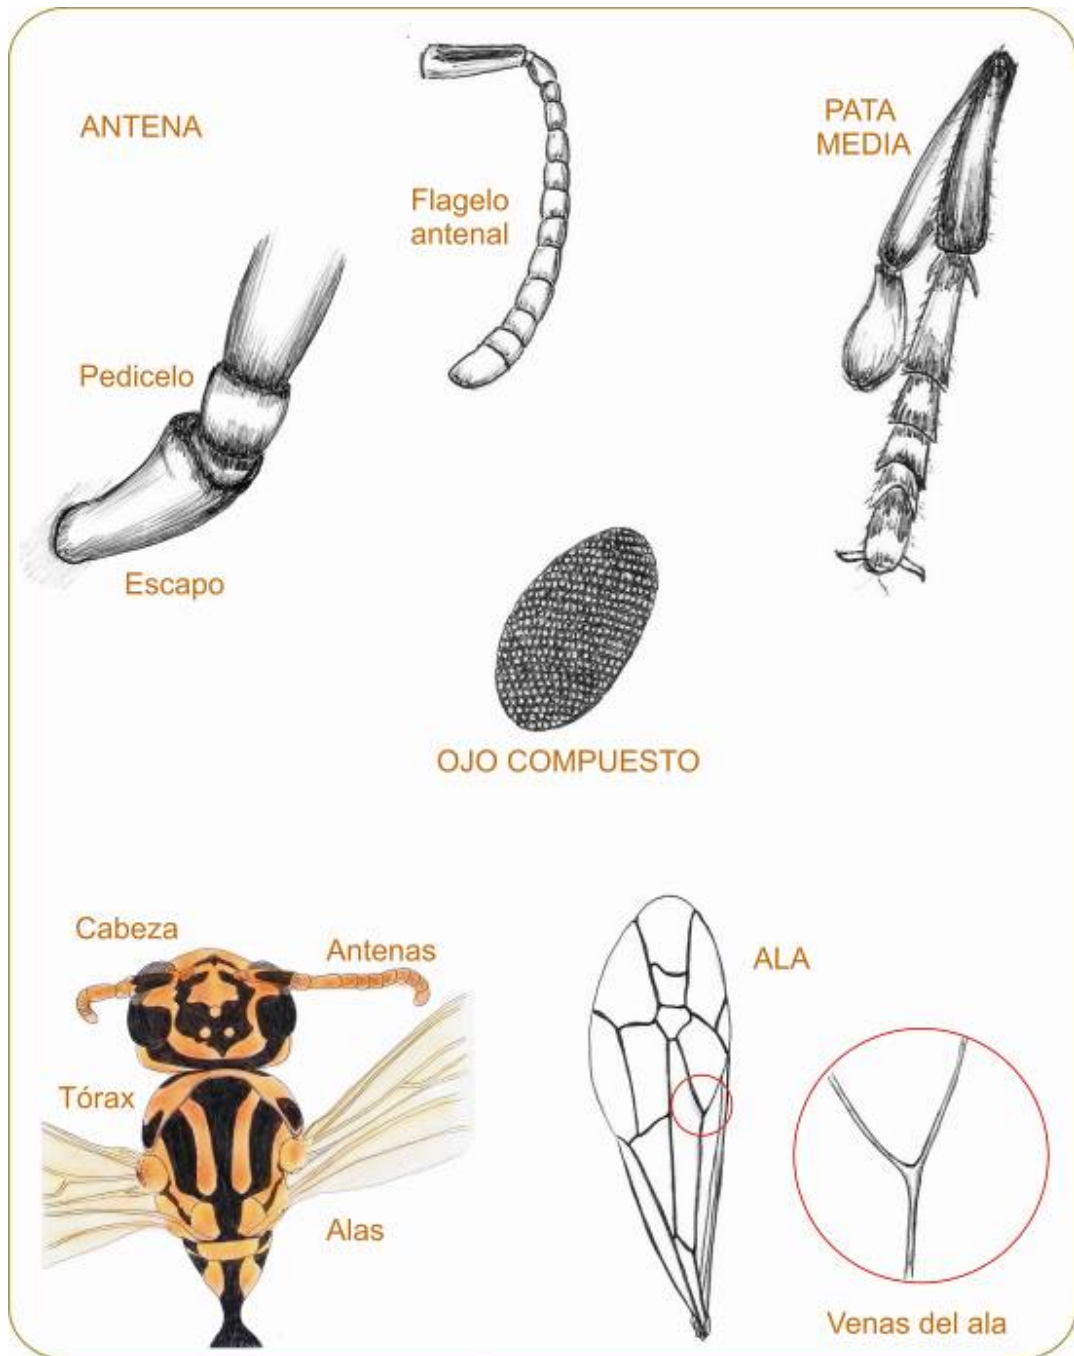 ANTENA
Flagelo
antenal
PATA
MEDIA
Pedicelo
Escapo
OJO COMPUESTO
Cabeza
Antenas
Tórax
Alas
ALA
Venas del ala